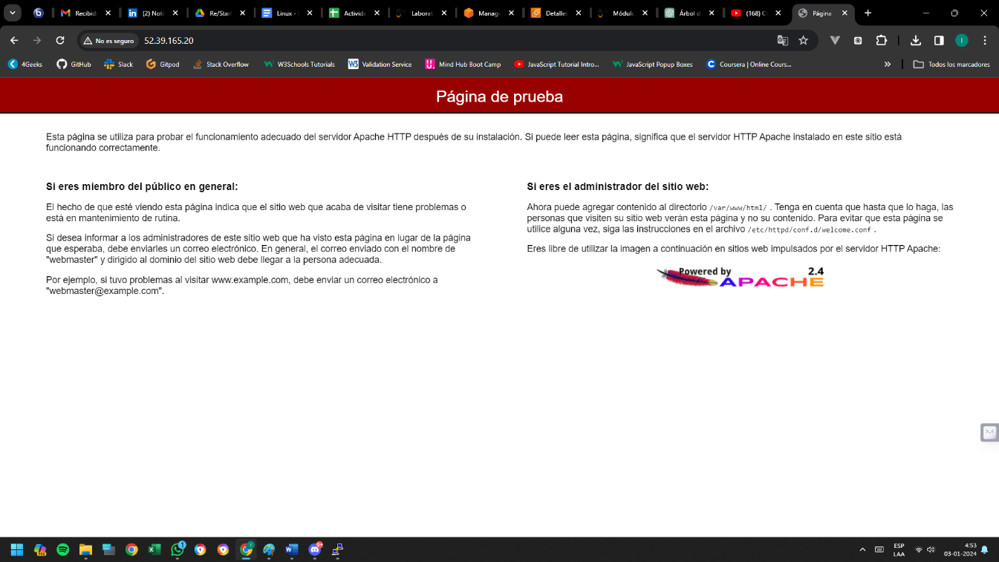 Recibid
(2) Noti
Re/Start
Linux -
Activida
Laborat
Manage
Detalles
Módulo
Árbol d
(168) C
Página
No es seguro
52.39.165.20
4Geeks
GitHub
Slack
Gitpod
Stack Overflow
W3Schools Tutorials
W3
Validation Service
Mind Hub Boot Camp
JavaScript Tutorial Intro...
JavaScript Popup Boxes
Coursera | Online Cours...
»
Todos los marcadores
Página de prueba
Esta página se utiliza para probar el funcionamiento adecuado del servidor Apache HTTP después de su instalación. Si puede leer esta página, significa que el servidor HTTP Apache instalado en este sitio está
funcionando correctamente.
Si eres miembro del público en general:
El hecho de que esté viendo esta página indica que el sitio web que acaba de visitar tiene problemas o
está en mantenimiento de rutina.
Si desea informar a los administradores de este sitio web que ha visto esta página en lugar de la página
que esperaba, debe enviarles un correo electrónico. En general, el correo enviado con el nombre de
"webmaster" y dirigido al dominio del sitio web debe llegar a la persona adecuada.
Por ejemplo, si tuvo problemas al visitar www.example.com, debe enviar un correo electrónico a
"webmaster@example.com".
Si eres el administrador del sitio web:
Ahora puede agregar contenido al directorio /var/www/html/ . Tenga en cuenta que hasta que lo haga, las
personas que visiten su sitio web verán esta página y no su contenido. Para evitar que esta página se
utilice alguna vez, siga las instrucciones en el archivo /etc/httpd/conf.d/welcome.conf .
Eres libre de utilizar la imagen a continuación en sitios web impulsados por el servidor HTTP Apache:
Powered by 2.4
APACHE
ESP
LAA
4:53
03-01-2024